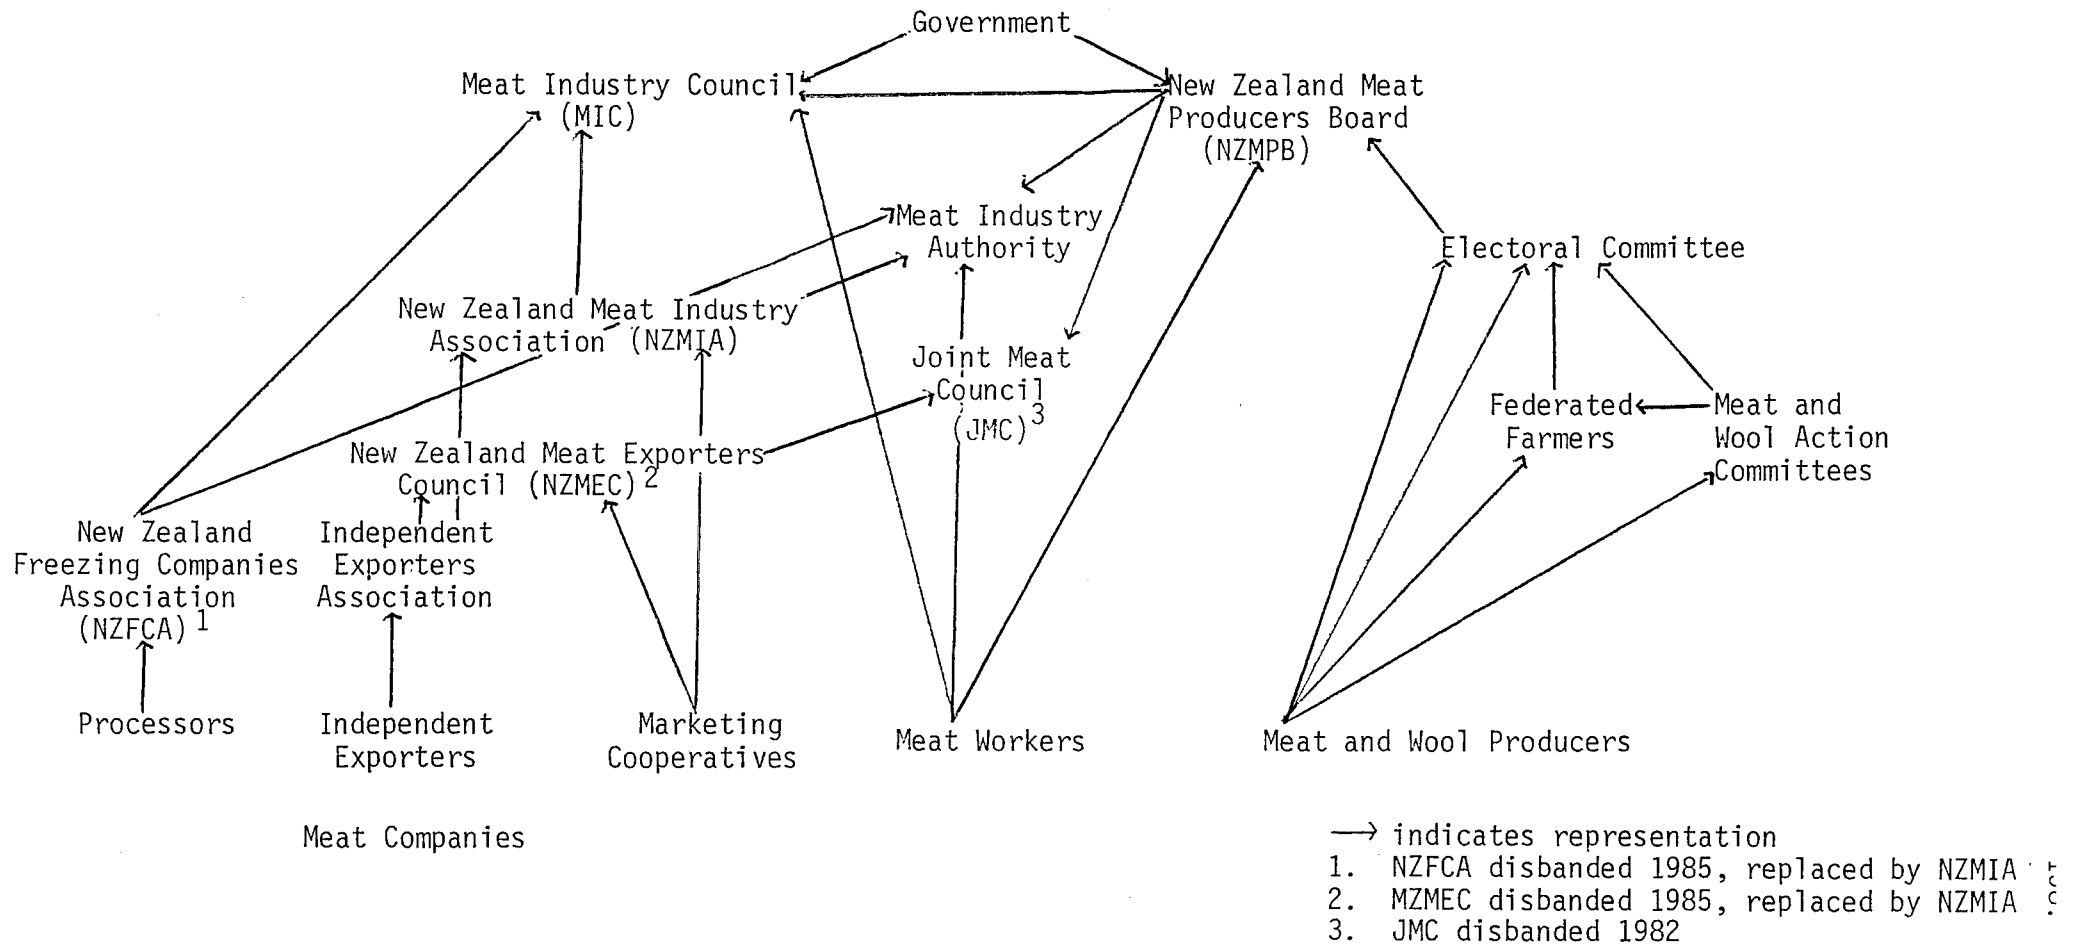 Government
Meat Industry Council
(MIC)
New Zealand Meat
Producers Board
(NZMPB)
Meat Industry
Authority
Electoral Committee
New Zealand Meat Industry
Association (NZMIA)
Joint Meat
Council
(JMC)3
Federated
Farmers
Meat and
Wool Action
Committees
New Zealand Meat Exporters
Council (NZMEC)2
New Zealand
Freezing Companies
Association
(NZFCA)1
Independent
Exporters
Association
Processors
Independent
Exporters
Marketing
Cooperatives
Meat Workers
Meat and Wool Producers
Meat Companies
→ indicates representation
1. NZFCA disbanded 1985, replaced by NZMIA
2. MZMEC disbanded 1985, replaced by NZMIA
3. JMC disbanded 1982